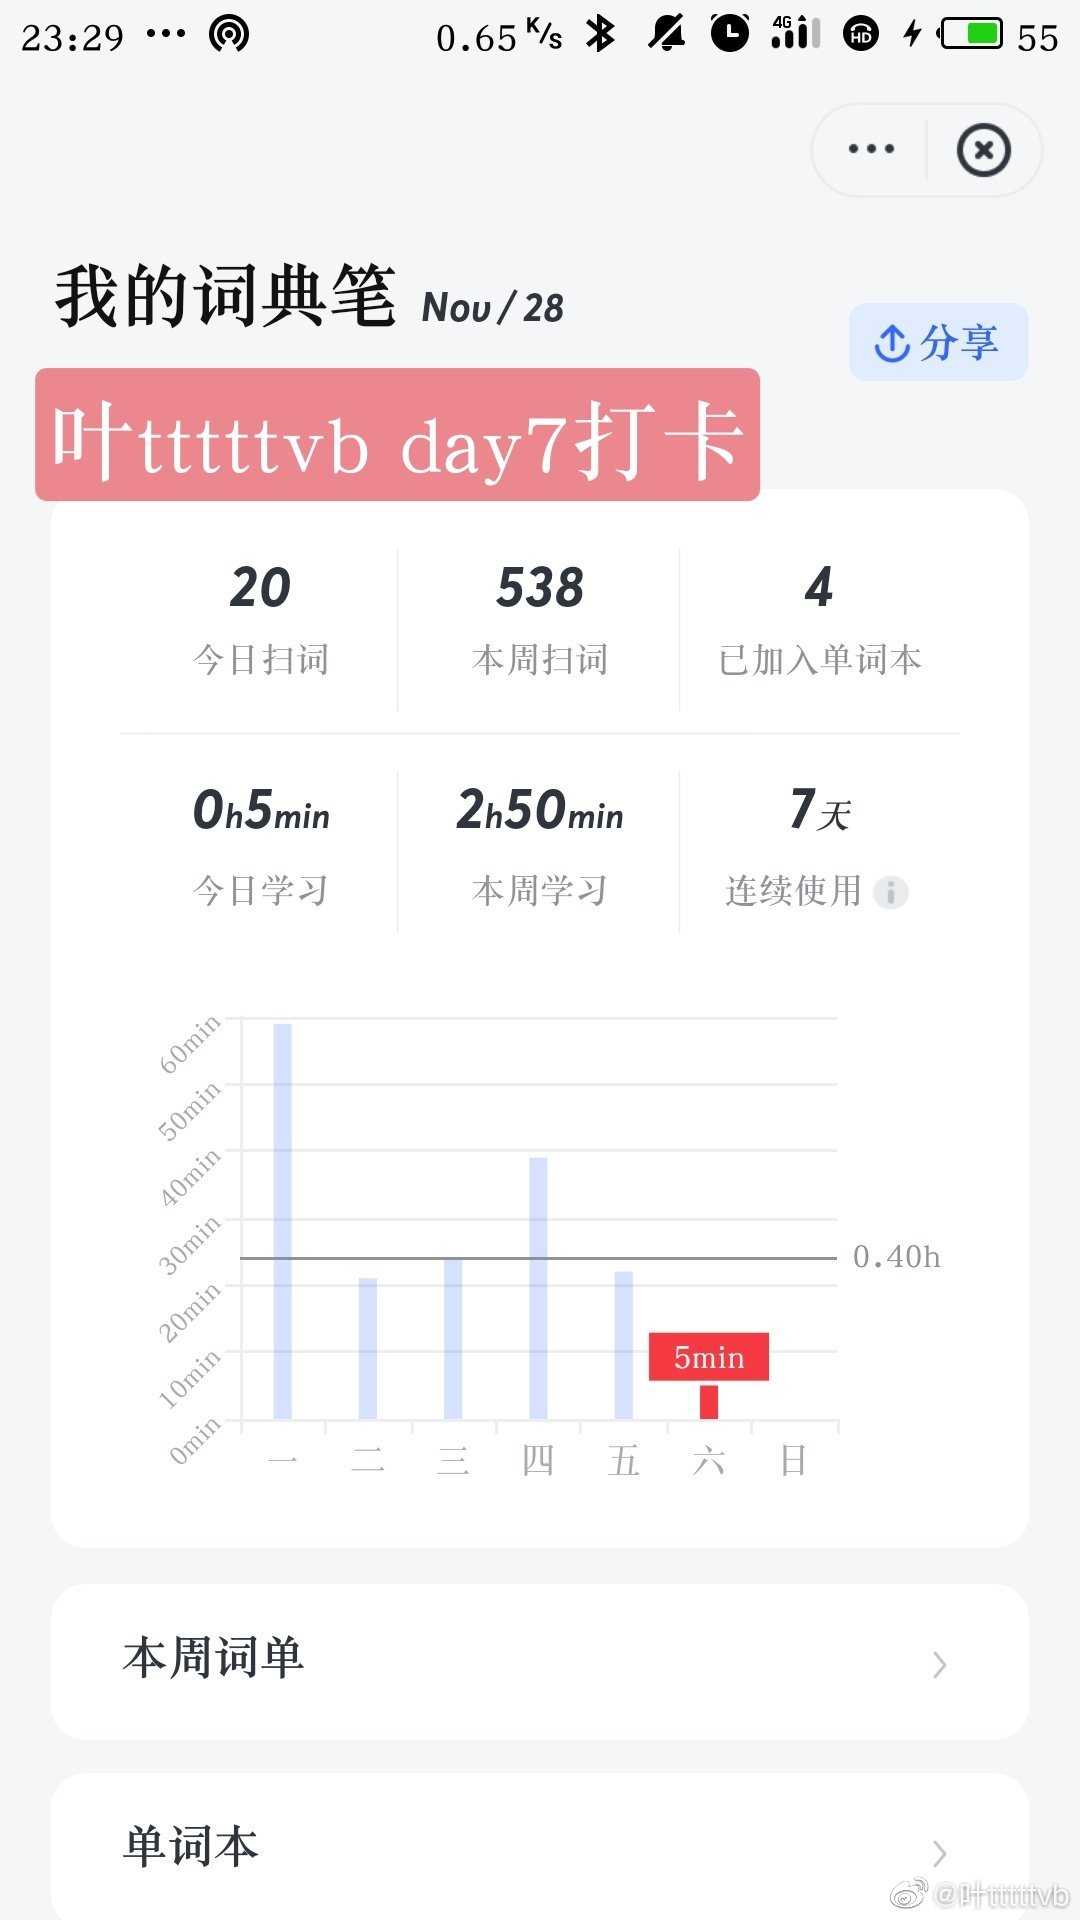 23:29 ··· 0.65 K/s 4G HD 55
我的词典笔 Nov / 28
分享
叶tttttvb day7打卡
20 538 4
今日扫词 本周扫词 已加入单词本
0h5min 2h50min 7天
今日学习 本周学习 连续使用
60min
50min
40min
30min
0.40h
20min
10min
5min
0min
一 二 三 四 五 六 日
本周词单
单词本
@叶tttttvb